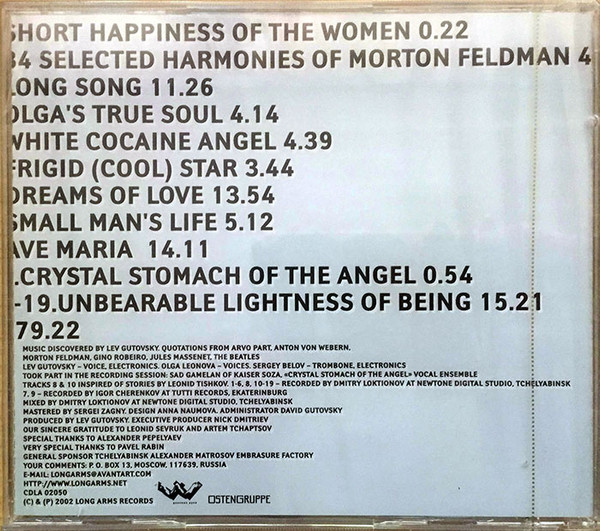 SHORT HAPPINESS OF THE WOMEN 0.22
34 SELECTED HARMONIES OF MORTON FELDMAN 4
LONG SONG 11.26
OLGA'S TRUE SOUL 4.14
WHITE COCAINE ANGEL 4.39
FRIGID (COOL) STAR 3.44
DREAMS OF LOVE 13.54
SMALL MAN'S LIFE 5.12
AVE MARIA 14.11
.CRYSTAL STOMACH OF THE ANGEL 0.54
-19.UNBEARABLE LIGHTNESS OF BEING 15.21
79.22
MUSIC DISCOVERED BY LEV GUTOVSKY. QUOTATIONS FROM ARVO PART, ANTON VON WEBERN,
MORTON FELDMAN, GINO ROBEIRO, JULES MASSENET, THE BEATLES
LEV GUTOVSKY – VOICE, ELECTRONICS. OLGA LEONOVA – VOICES. SERGEY BELOV – TROMBONE, ELECTRONICS
TOOK PART IN THE RECORDING SESSION: SAD GAMELAN OF KAISER SOZA, «CRYSTAL STOMACH OF THE ANGEL» VOCAL ENSEMBLE
TRACKS 8 & 10 INSPIRED OF STORIES BY LEONID TISHKOV. 1-6, 8, 10-19 – RECORDED BY DMITRY LOKTIONOV AT NEWTONE DIGITAL STUDIO, TCHELYABINSK
7, 9 – RECORDED BY IGOR CHERENKOV AT TUTTI RECORDS, EKATERINBURG
MIXED BY DMITRY LOKTIONOV AT NEWTONE DIGITAL STUDIO, TCHELYABINSK
MASTERED BY SERGEI ZAGNY. DESIGN ANNA NAUMOVA. ADMINISTRATOR DAVID GUTOVSKY
PRODUCED BY LEV GUTOVSKY. EXECUTIVE PRODUCER NICK DMITRIEV
OUR SINCERE GRATITUDE TO LEONID SEVRUK AND ARTEM TCHAPTSOV
SPECIAL THANKS TO ALEXANDER PEPELYAEV
VERY SPECIAL THANKS TO PAVEL RABIN
GENERAL SPONSOR TCHELYABINSK ALEXANDER MATROSOV EMBRASURE FACTORY
YOUR COMMENTS: P. O. BOX 13, MOSCOW, 117639, RUSSIA
E-MAIL: LONGARMS@AVANTART.COM
HTTP://WWW.LONGARMS.NET
CDLA 02050
(C) & (P) 2002 LONG ARMS RECORDS
OSTENGRUPPE